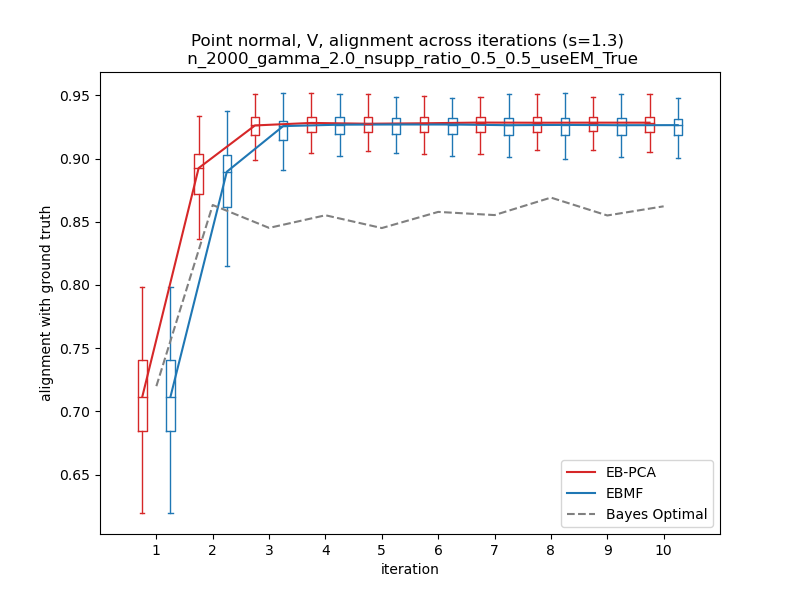 Point normal, V, alignment across iterations (s=1.3)
n_2000_gamma_2.0_nsupp_ratio_0.5_0.5_useEM_True
alignment with ground truth
0.95
0.90
0.85
0.80
0.75
0.70
0.65
1 2 3 4 5 6 7 8 9 10
iteration
EB-PCA
EBMF
Bayes Optimal